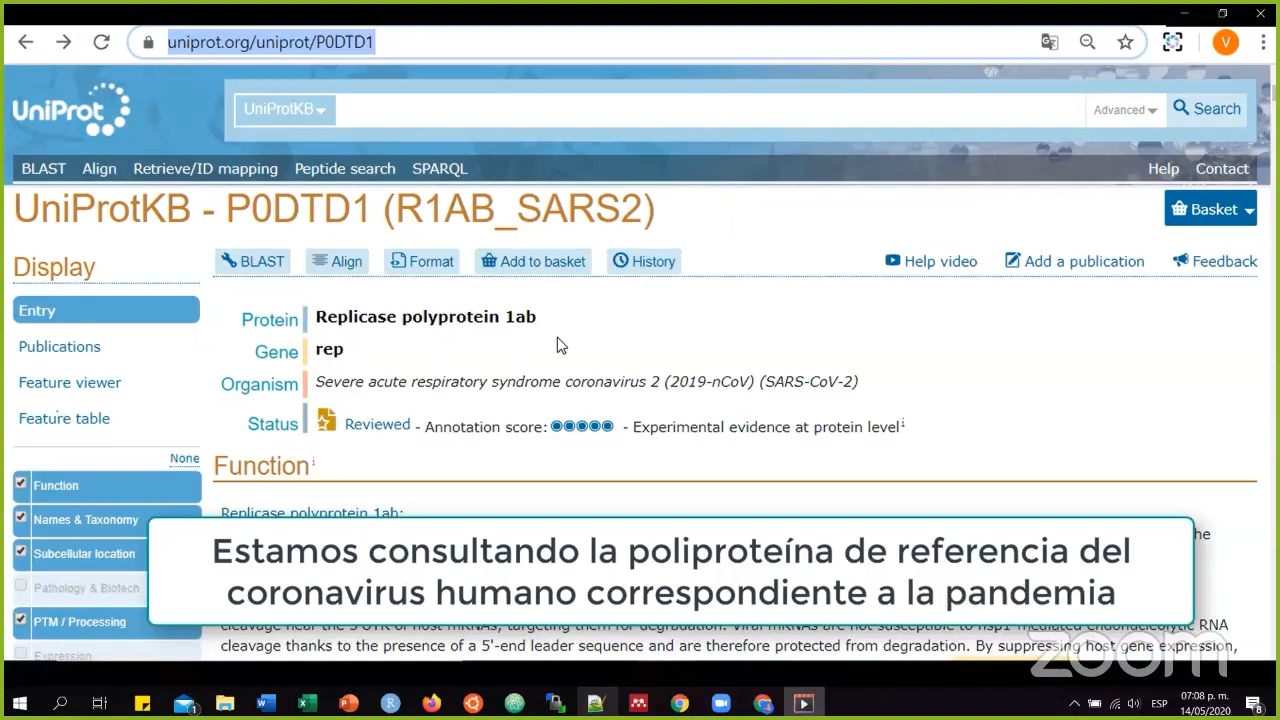 uniprot.org/uniprot/P0DTD1
V
UniProt
UniProtKB
Advanced
Search
BLAST Align Retrieve/ID mapping Peptide search SPARQL
Help Contact
UniProtKB - P0DTD1 (R1AB_SARS2)
Basket
Display
BLAST Align Format Add to basket History
Help video Add a publication Feedback
Entry
Protein Replicase polyprotein 1ab
Publications
Gene rep
Feature viewer
Organism Severe acute respiratory syndrome coronavirus 2 (2019-nCoV) (SARS-CoV-2)
Feature table
Status Reviewed - Annotation score: - Experimental evidence at protein level i
None
Function i
Function
Replicase polyprotein 1ab:
Names & Taxonomy
he
Subcellular location
Estamos consultando la poliproteína de referencia del
coronavirus humano correspondiente a la pandemia
Pathology & Biotech
PTM / Processing
cleavage near the 5'UTR of host mRNAs, targeting them for degradation. Viral mRNAs are not susceptible to nsp1-mediated endonucleolytic RNA
cleavage thanks to the presence of a 5'-end leader sequence and are therefore protected from degradation. By suppressing host gene expression,
Expression
zoom
1
ESP
07:08 p. m.
14/05/2020
8